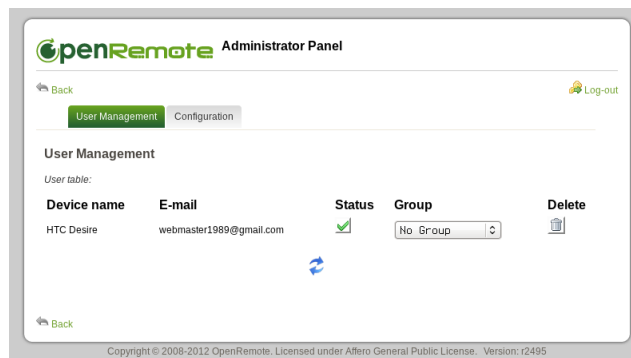 OpenRemote Administrator Panel
Back Log-out
User Management Configuration
User Management
User table:
Device name E-mail Status Group Delete
HTC Desire webmaster1989@gmail.com No Group
Back
Copyright © 2008-2012 OpenRemote. Licensed under Affero General Public License. Version: r2495